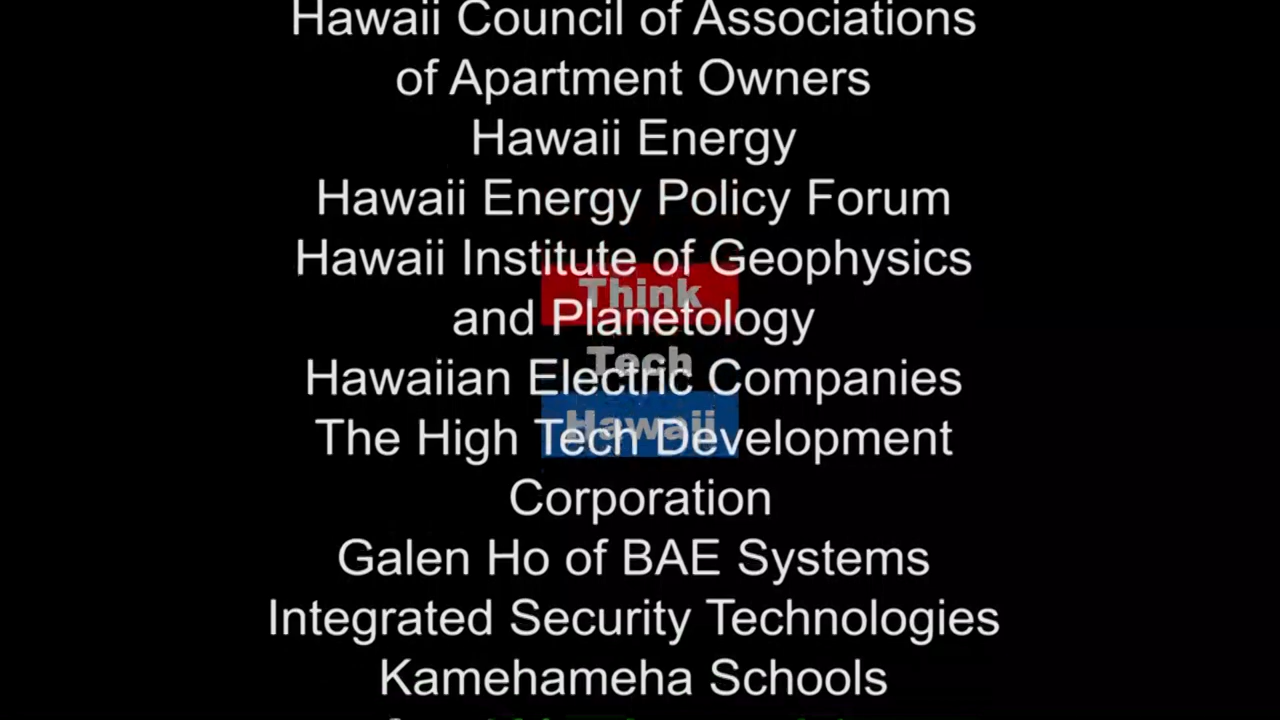 Hawaii Council of Associations
of Apartment Owners
Hawaii Energy
Hawaii Energy Policy Forum
Hawaii Institute of Geophysics
Think
and Planetology
Tech
Hawaiian Electric Companies
Hawaii
The High Tech Development
Corporation
Galen Ho of BAE Systems
Integrated Security Technologies
Kamehameha Schools